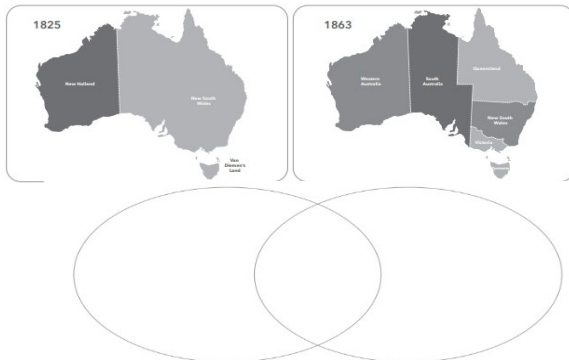 1825
New Holland
New South
Wales
Van
Diemen's
Land
1863
Western
Australia
South
Australia
Queensland
New South
Wales
Victoria